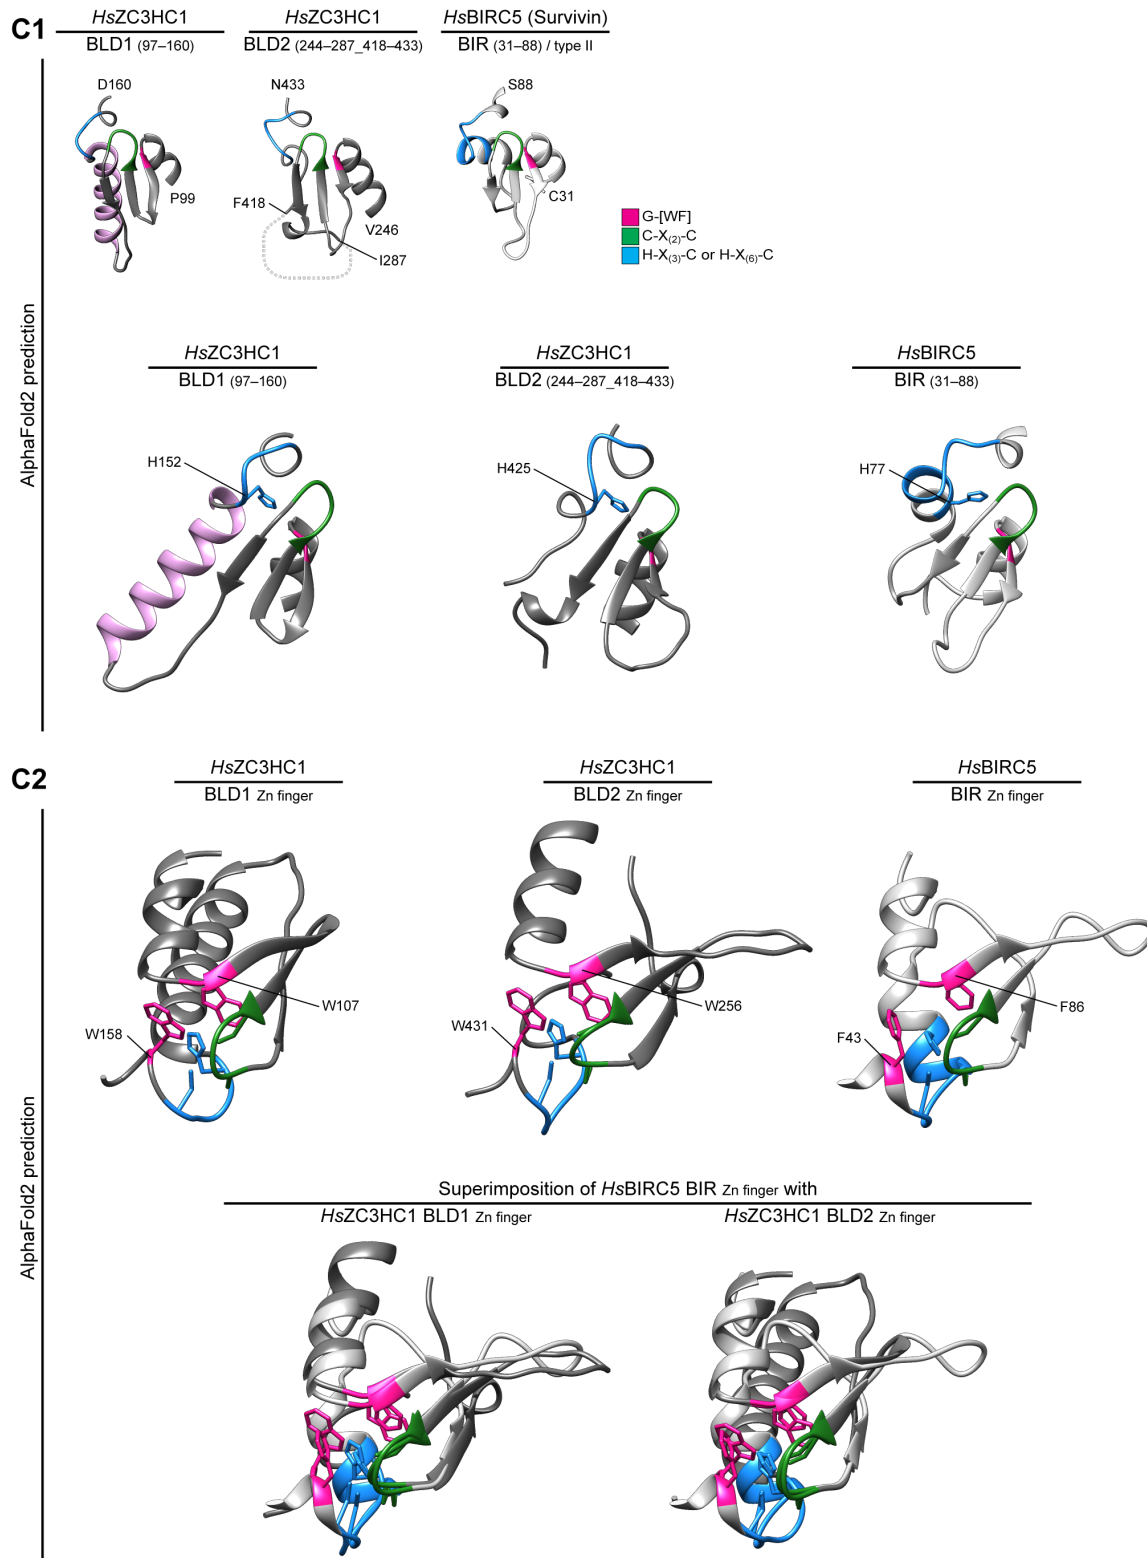 C1
HsZC3HC1
BLD1 (97–160)
HsZC3HC1
BLD2 (244–287_418–433)
HsBIRC5 (Survivin)
BIR (31–88) / type II
D160
N433
S88
P99
F418
V246
I287
C31
G-[WF]
C-X(2)-C
H-X(3)-C or H-X(6)-C
AlphaFold2 prediction
HsZC3HC1
BLD1 (97–160)
HsZC3HC1
BLD2 (244–287_418–433)
HsBIRC5
BIR (31–88)
H152
H425
H77
C2
HsZC3HC1
BLD1 Zn finger
HsZC3HC1
BLD2 Zn finger
HsBIRC5
BIR Zn finger
W107
W158
W256
W431
F86
F43
AlphaFold2 prediction
Superimposition of HsBIRC5 BIR Zn finger with
HsZC3HC1 BLD1 Zn finger
HsZC3HC1 BLD2 Zn finger